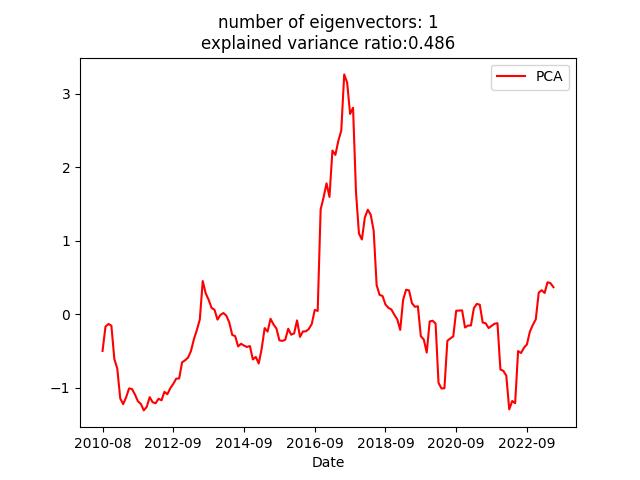 number of eigenvectors: 1
explained variance ratio:0.486
PCA
3
2
1
0
−1
2010-08 2012-09 2014-09 2016-09 2018-09 2020-09 2022-09
Date